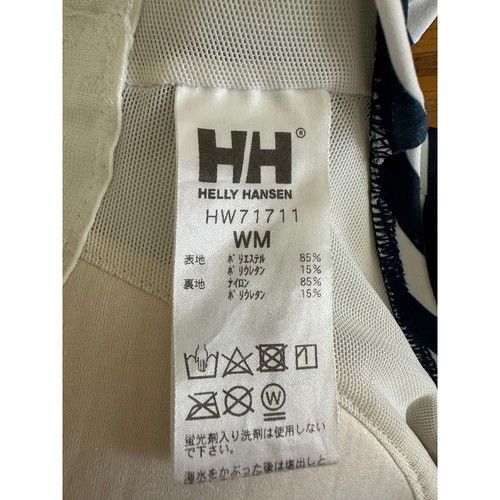 HH®
HELLY HANSEN
HW71711
WM
表地 ポリエステル 85%
ポリウレタン 15%
裏地 ナイロン 85%
ポリウレタン 15%
1
W
蛍光剤入り洗剤は使用しない
で下さい
海水をかぶった後は塩出しと